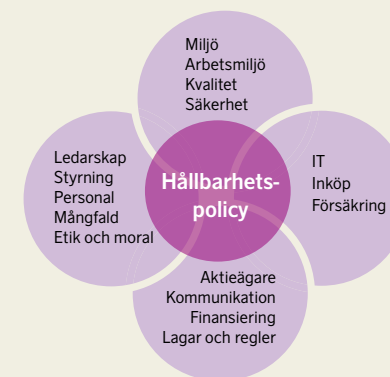 Miljö
Arbetsmiljö
Kvalitet
Säkerhet
Ledarskap
Styrning
Personal
Mångfald
Etik och moral
Hållbarhets-
policy
IT
Inköp
Försäkring
Aktieägare
Kommunikation
Finansiering
Lagar och regler